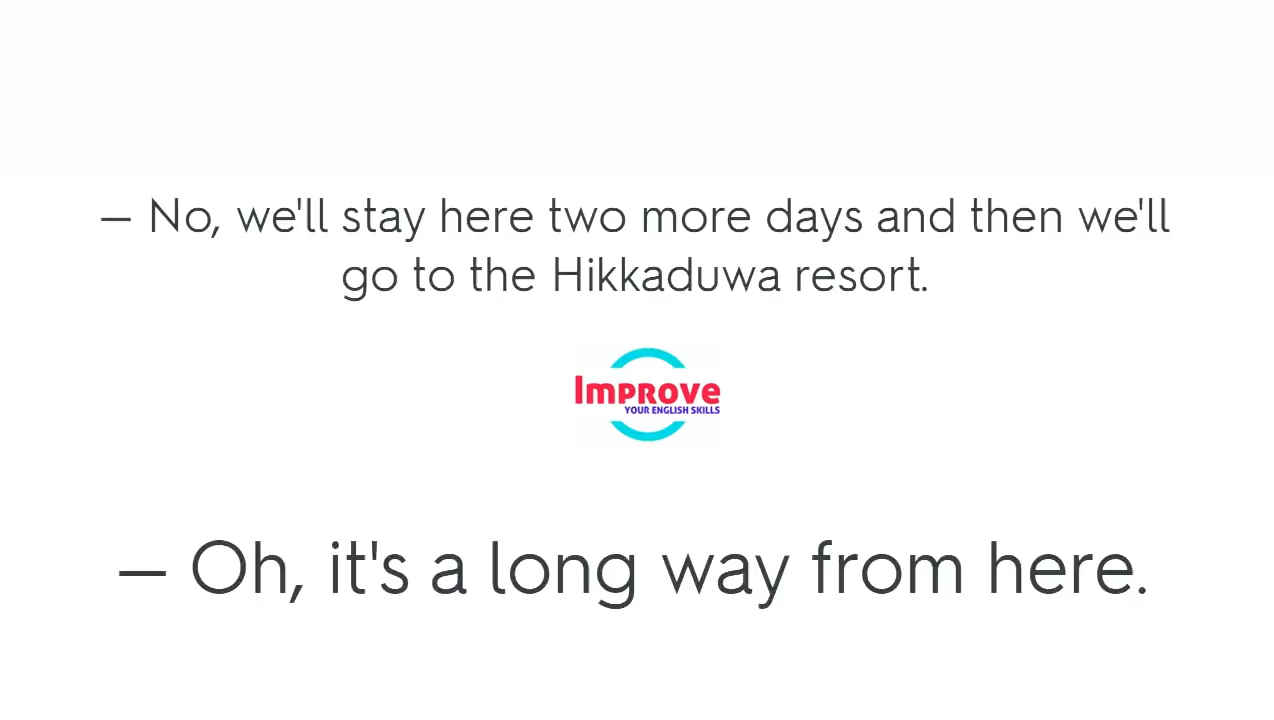 — No, we'll stay here two more days and then we'll
go to the Hikkaduwa resort.
Improve
YOUR ENGLISH SKILLS
— Oh, it's a long way from here.